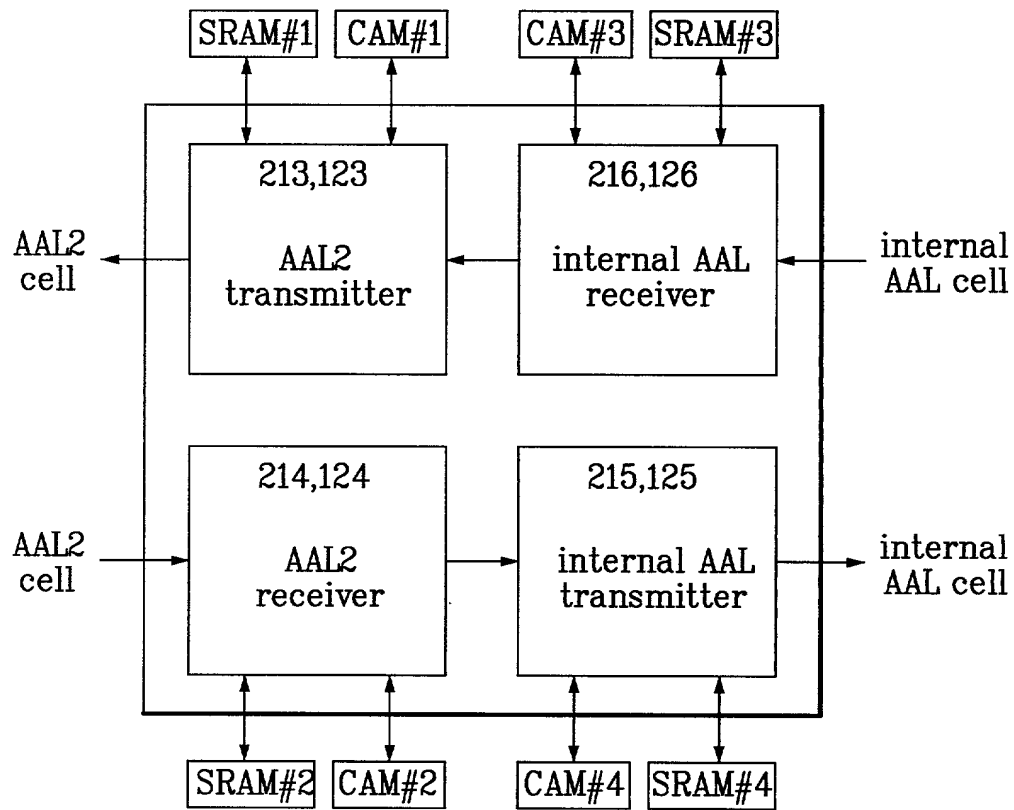 SRAM#1
CAM#1
CAM#3
SRAM#3
213,123
AAL2
transmitter
216,126
internal AAL
receiver
AAL2
cell
internal
AAL cell
214,124
AAL2
receiver
215,125
internal AAL
transmitter
AAL2
cell
internal
AAL cell
SRAM#2
CAM#2
CAM#4
SRAM#4